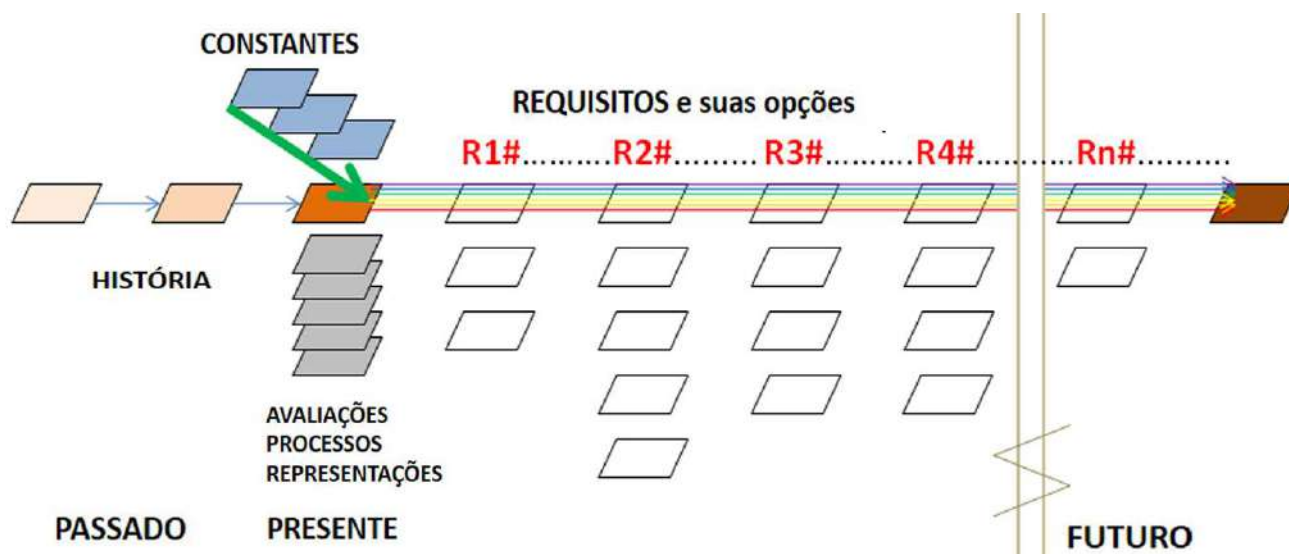 CONSTANTES
REQUISITOS e suas opções
R1#.........R2#.........R3#.........R4#.........Rn#.........
HISTÓRIA
AVALIAÇÕES
PROCESSOS
REPRESENTAÇÕES
PASSADO PRESENTE FUTURO